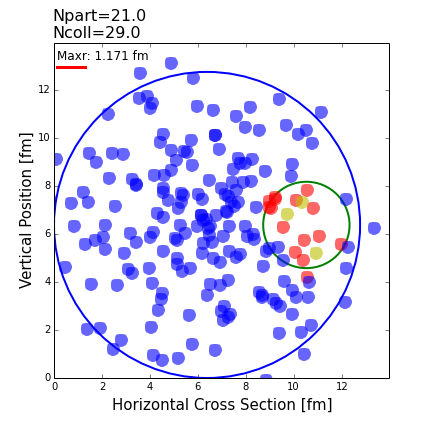 Npart=21.0
Ncoll=29.0
Maxr: 1.171 fm
12
10
8
6
4
2
0
Vertical Position [fm]
0 2 4 6 8 10 12
Horizontal Cross Section [fm]